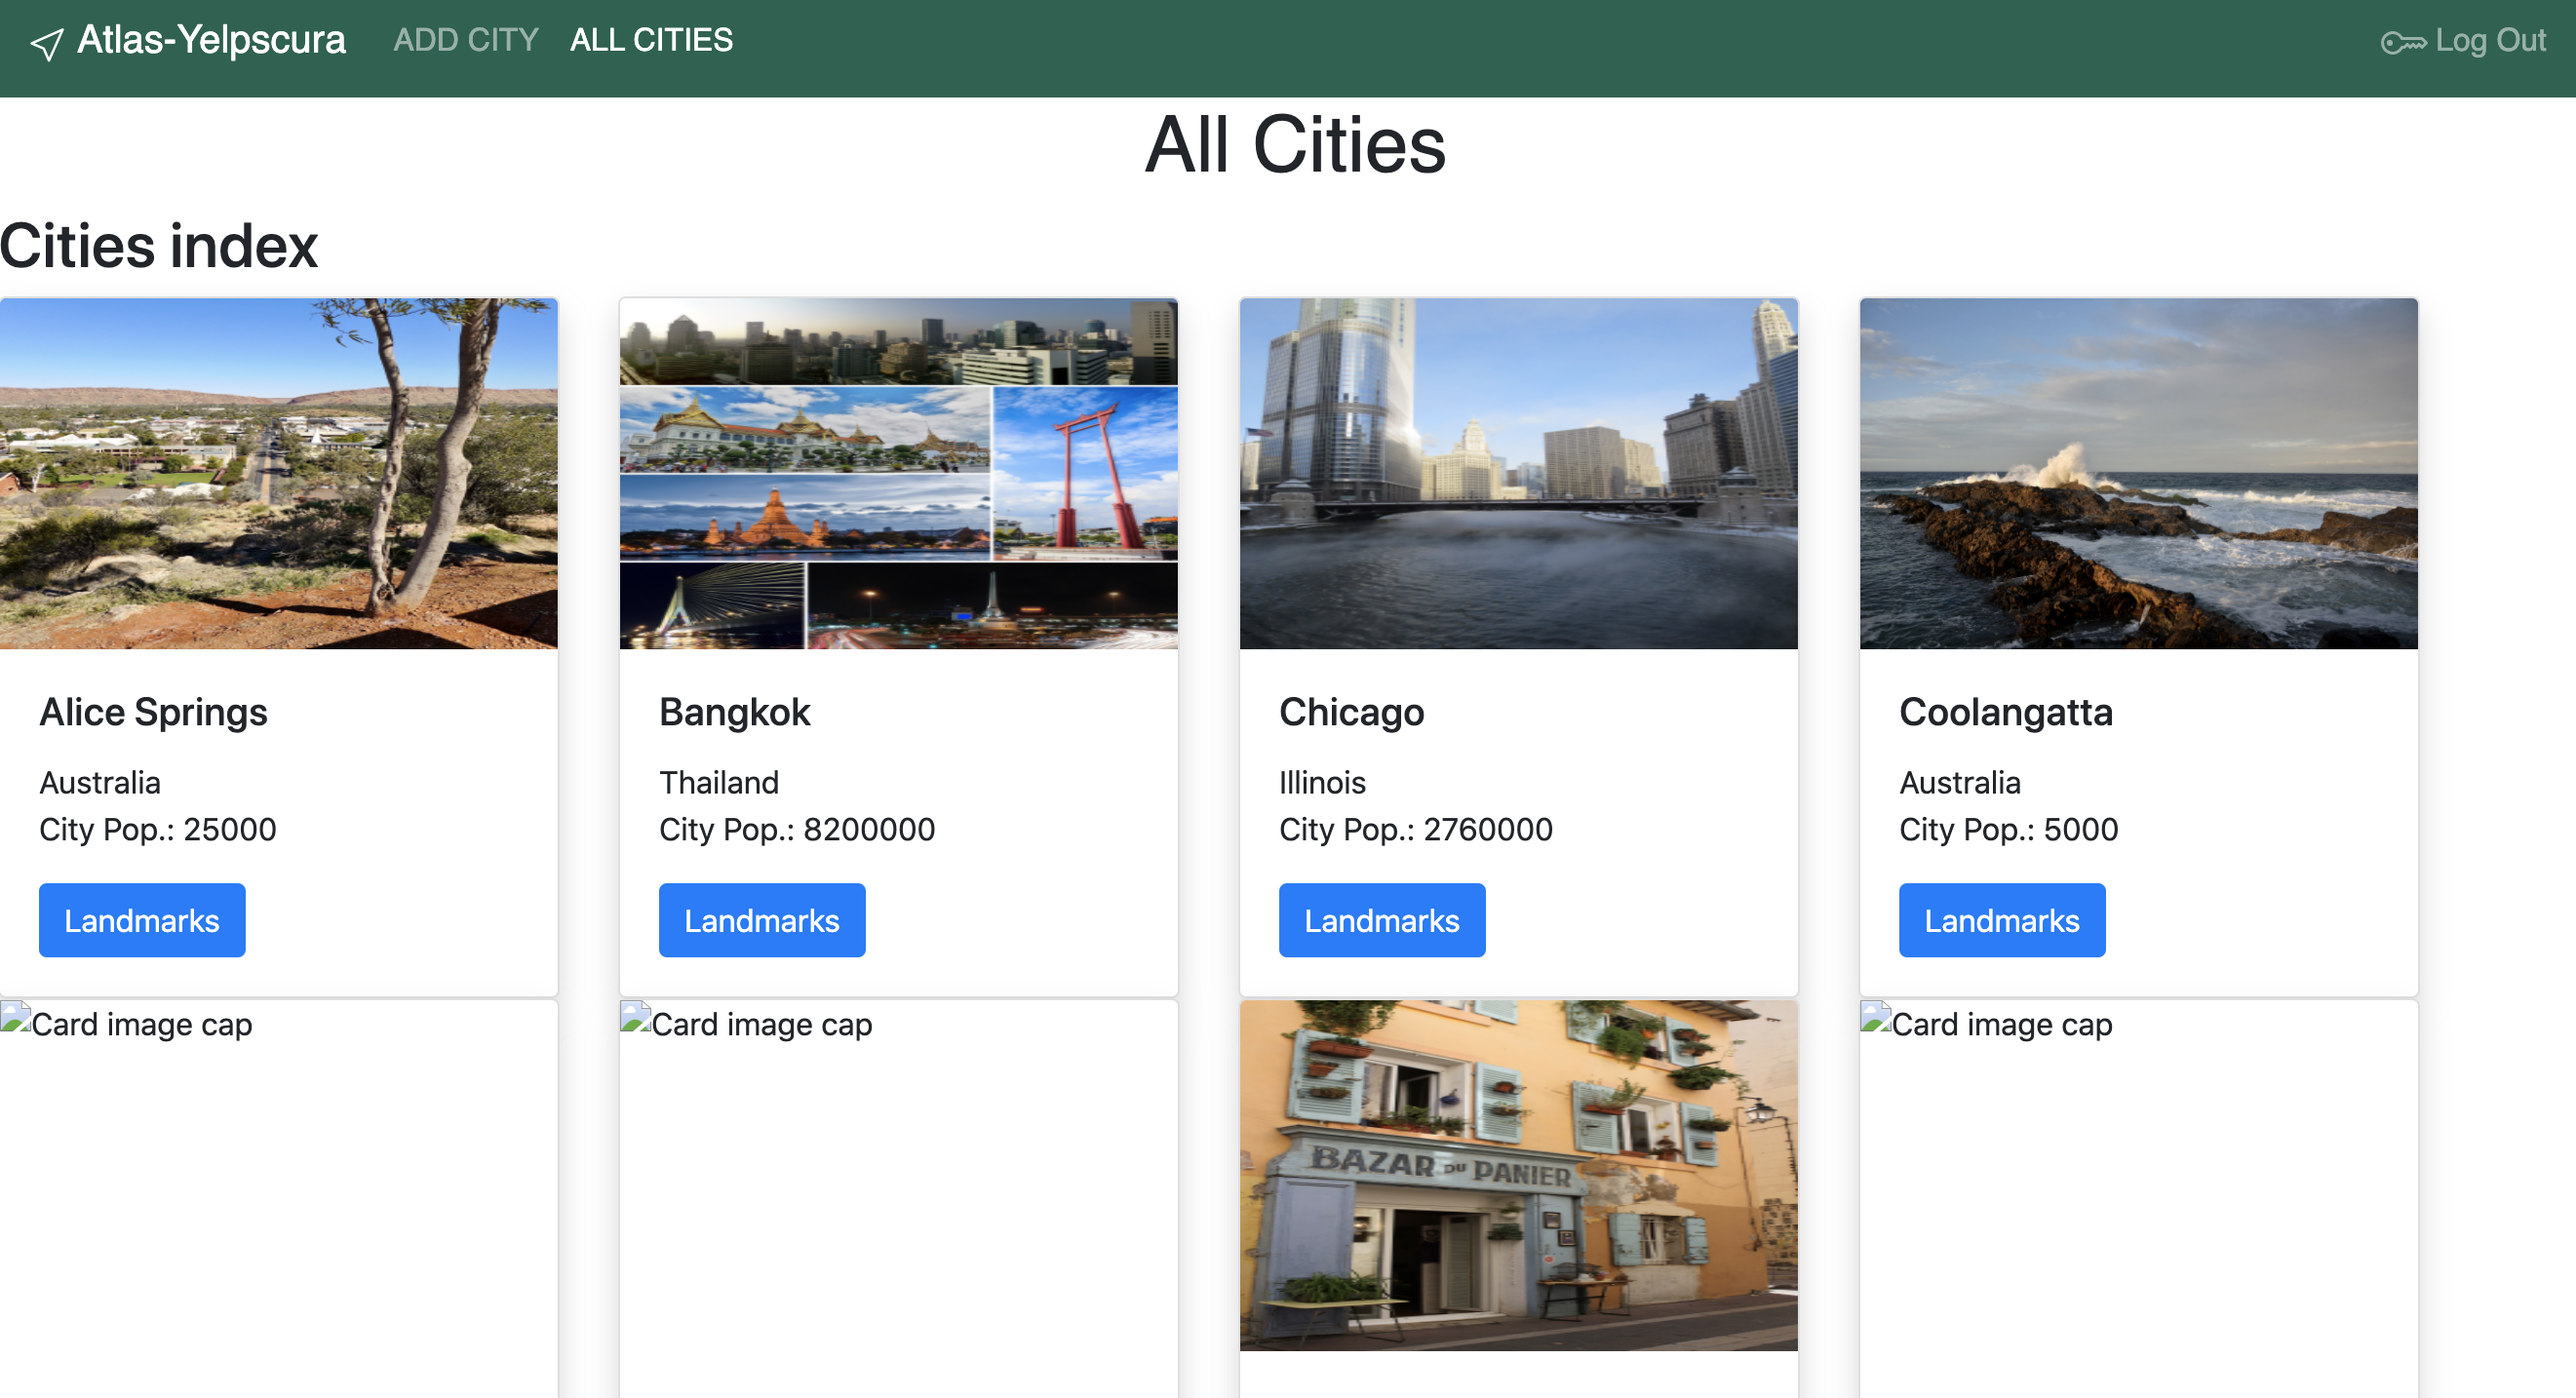 Atlas-Yelpscura ADD CITY ALL CITIES Log Out
All Cities
Cities index
Alice Springs
Australia
City Pop.: 25000
Landmarks
Bangkok
Thailand
City Pop.: 8200000
Landmarks
Chicago
Illinois
City Pop.: 2760000
Landmarks
Coolangatta
Australia
City Pop.: 5000
Landmarks
Card image cap
Card image cap
BAZAR DU PANIER
Card image cap